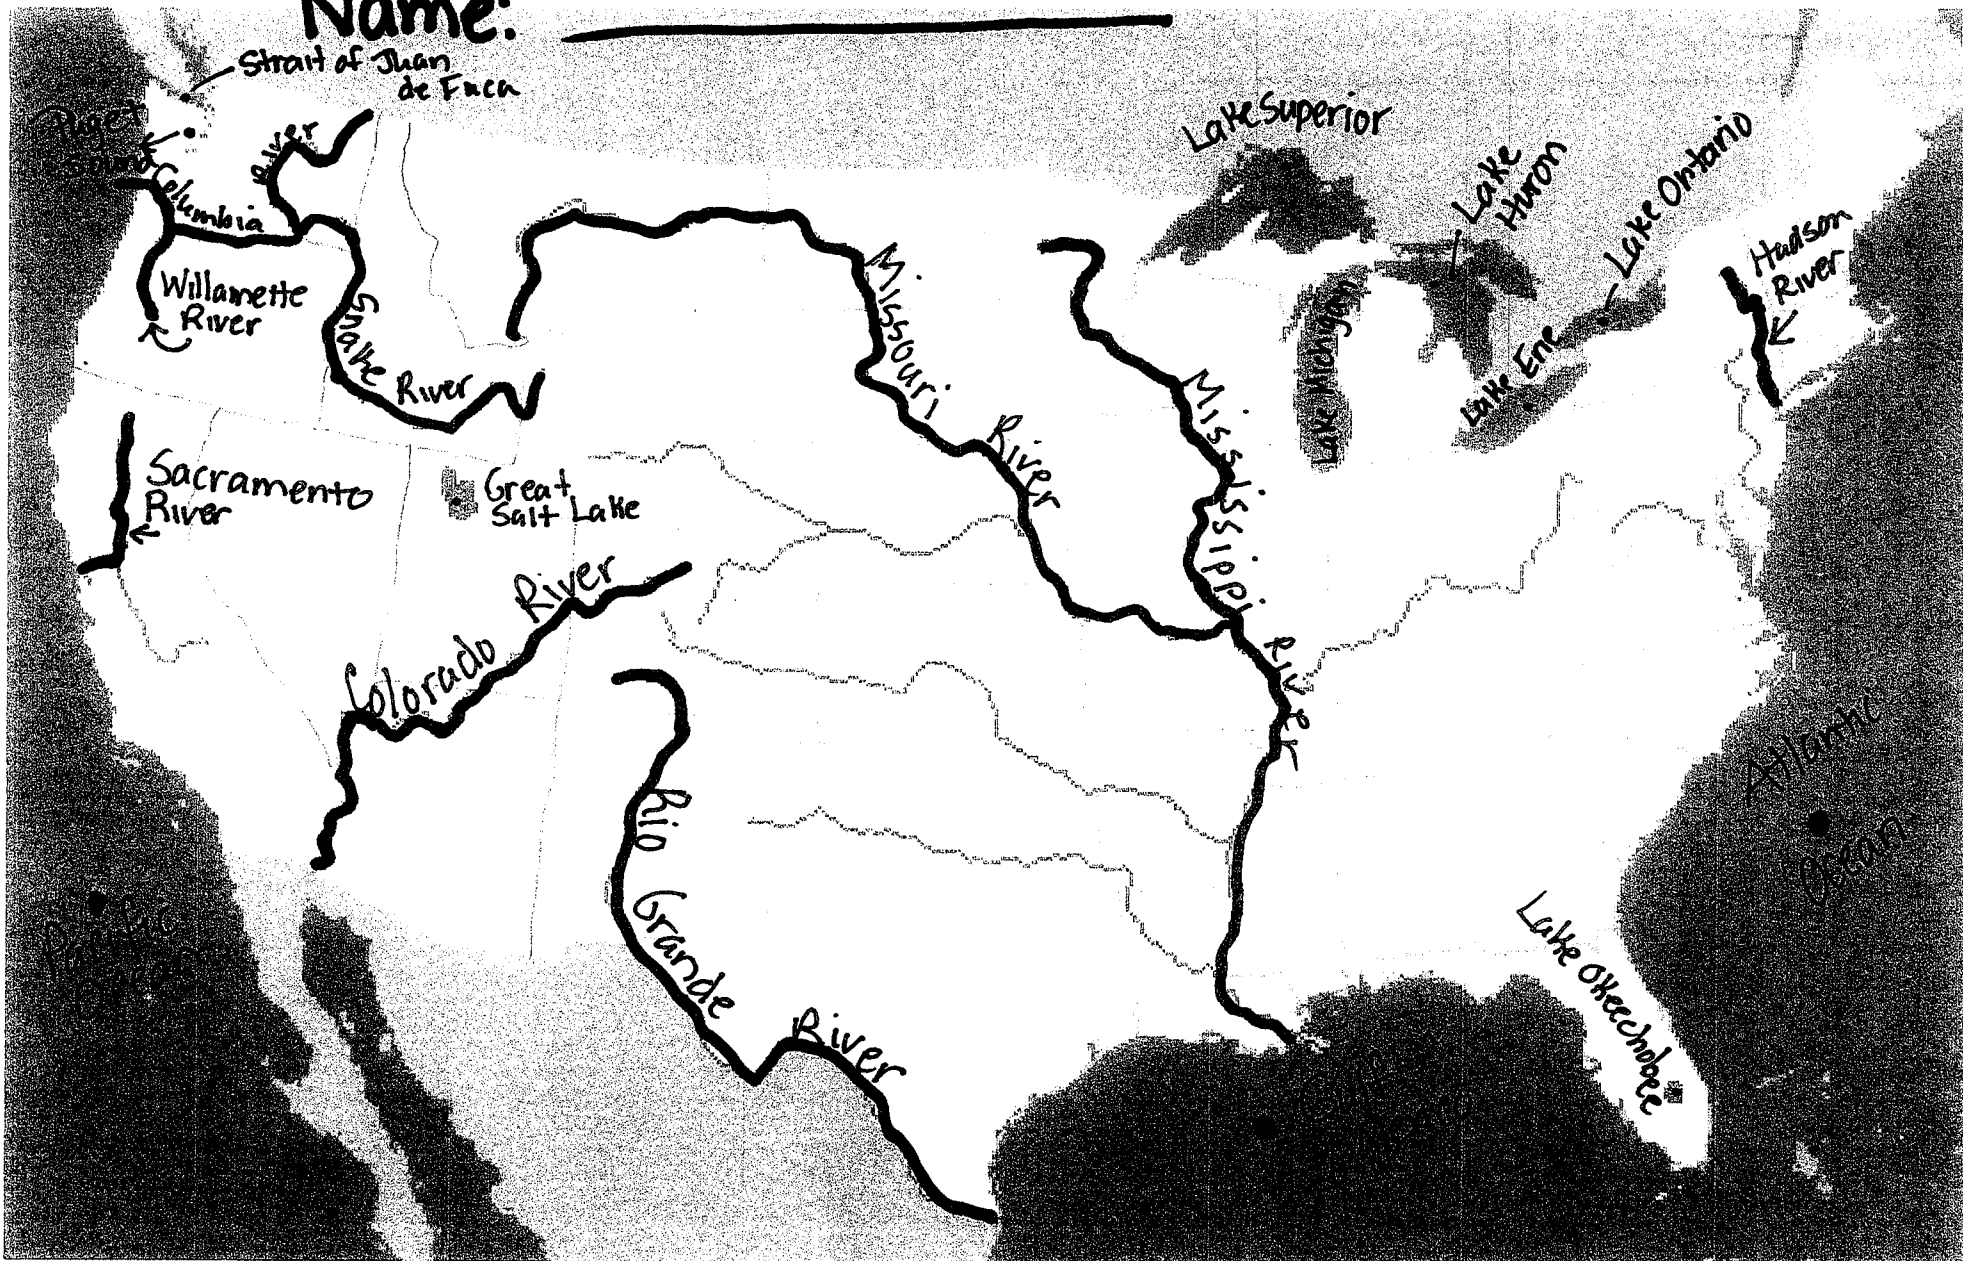 Name:
Strait of Juan
de Fuca
Puget
Sound
Columbia
River
Willamette
River
Snake
River
Sacramento
River
Great
Salt Lake
Colorado River
Missouri
River
Mississippi
River
Rio
Grande
River
Lake Superior
Lake Michigan
Lake
Huron
Lake Erie
Lake Ontario
Hudson
River
Atlantic
Ocean
Pacific
Ocean
Lake Okeechobee